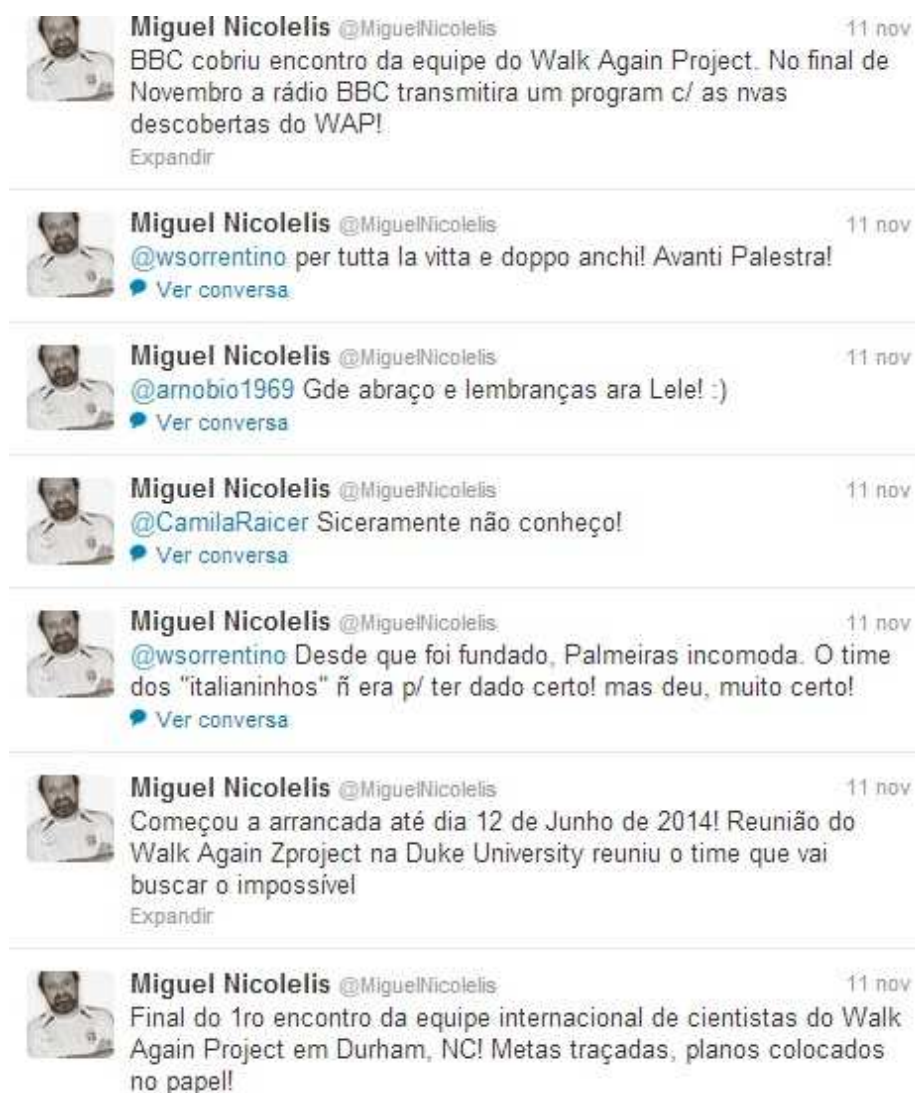 Miguel Nicolelis @MiguelNicolelis 11 nov
BBC cobriu encontro da equipe do Walk Again Project. No final de
Novembro a rádio BBC transmitira um program c/ as nvas
descobertas do WAP!
Expandir
Miguel Nicolelis @MiguelNicolelis 11 nov
@wsorrentino per tutta la vitta e doppo anchi! Avanti Palestra!
Ver conversa
Miguel Nicolelis @MiguelNicolelis 11 nov
@arnobio1969 Gde abraço e lembranças ara Lele! :)
Ver conversa
Miguel Nicolelis @MiguelNicolelis 11 nov
@CamilaRaicer Siceramente não conheço!
Ver conversa
Miguel Nicolelis @MiguelNicolelis 11 nov
@wsorrentino Desde que foi fundado, Palmeiras incomoda. O time
dos "italianinhos" ñ era p/ ter dado certo! mas deu, muito certo!
Ver conversa
Miguel Nicolelis @MiguelNicolelis 11 nov
Começou a arrancada até dia 12 de Junho de 2014! Reunião do
Walk Again Zproject na Duke University reuniu o time que vai
buscar o impossível
Expandir
Miguel Nicolelis @MiguelNicolelis 11 nov
Final do 1ro encontro da equipe internacional de cientistas do Walk
Again Project em Durham, NC! Metas traçadas, planos colocados
no papel!